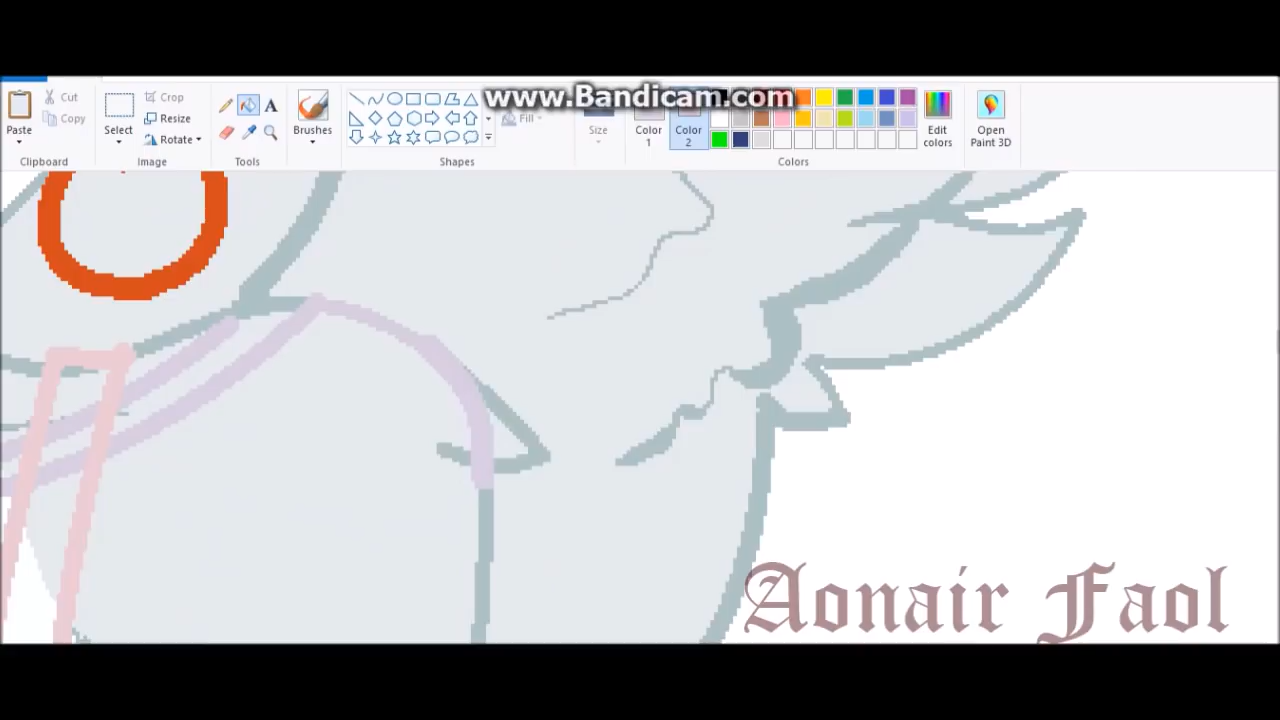 www.Bandicam.com
Paste
Cut
Copy
Clipboard
Select
Crop
Resize
Rotate
Image
A
Tools
Brushes
Fill
Shapes
Size
Color 1
Color 2
Edit colors
Colors
Open Paint 3D
Aonair Faol